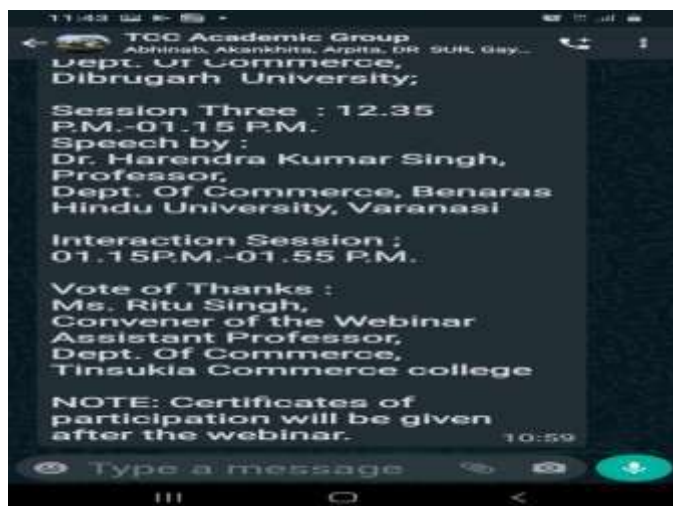 11:43
TCC Academic Group
Abhinab, Akankhita, Arpita, DR SUR, Gay...
Dept. Of Commerce,
Dibrugarh University;
Session Three : 12.35
P.M.-01.15 P.M.
Speech by :
Dr. Harendra Kumar Singh,
Professor,
Dept. Of Commerce, Benaras
Hindu University, Varanasi
Interaction Session ;
01.15P.M.-01.55 P.M.
Vote of Thanks :
Ms. Ritu Singh,
Convener of the Webinar
Assistant Professor,
Dept. Of Commerce,
Tinsukia Commerce college
NOTE: Certificates of
participation will be given
after the webinar.
10:59
Type a message